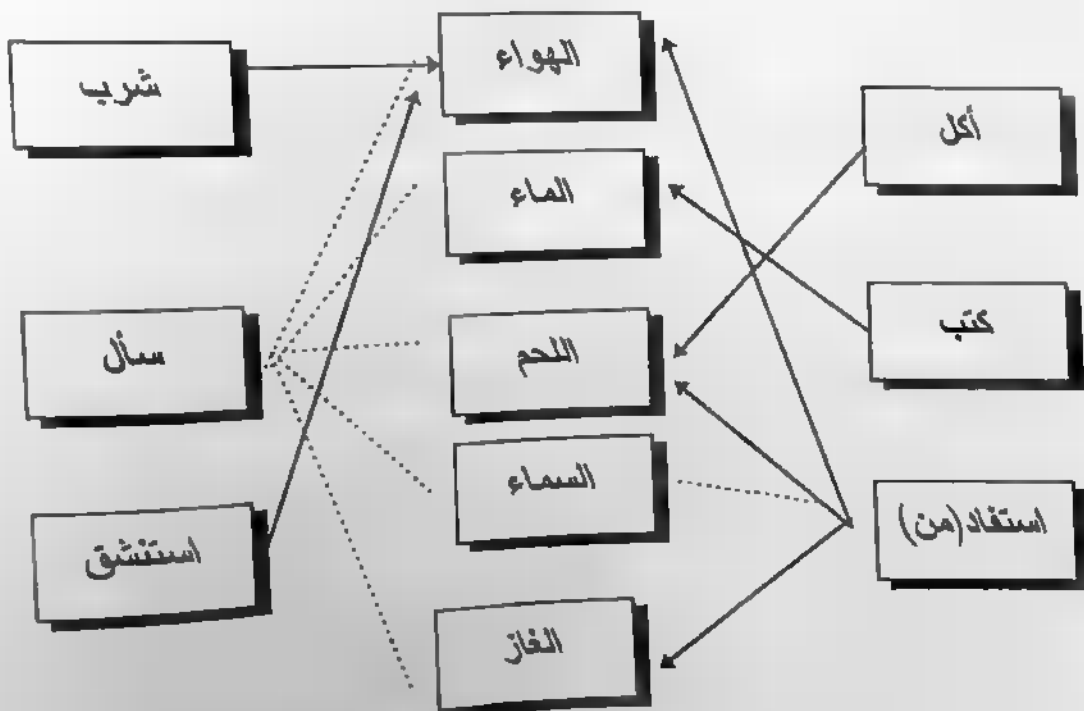 الهواء
شرب
أكل
الماء
كتب
اللحم
سأل
السماء
استفاد(من)
استنشق
الغاز